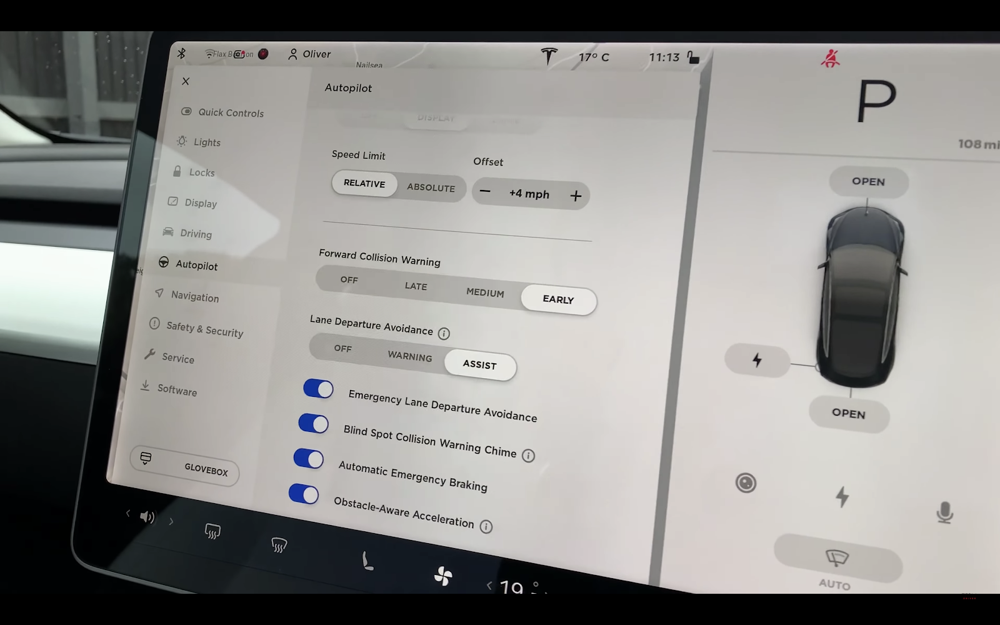 Flax B on
Oliver
Nailsea
17° C
11:13
Autopilot
Quick Controls
Lights
Locks
Display
Driving
Autopilot
Navigation
Safety & Security
Service
Software
GLOVEBOX
DISPLAY
Speed Limit
RELATIVE
ABSOLUTE
Offset
+4 mph
Forward Collision Warning
OFF
LATE
MEDIUM
EARLY
Lane Departure Avoidance
OFF
WARNING
ASSIST
Emergency Lane Departure Avoidance
Blind Spot Collision Warning Chime
Automatic Emergency Braking
Obstacle-Aware Acceleration
P
108 mi
OPEN
OPEN
AUTO
19